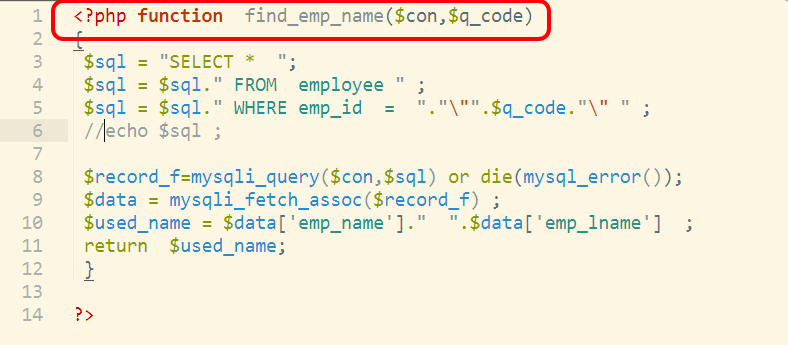 1 <?php function  find_emp_name($con,$q_code)
2 {
3 $sql = "SELECT *  ";
4 $sql = $sql." FROM  employee " ;
5 $sql = $sql." WHERE emp_id  =  "."\"".$q_code."\" " ;
6 //echo $sql ;
7
8 $record_f=mysqli_query($con,$sql) or die(mysql_error());
9 $data = mysqli_fetch_assoc($record_f) ;
10 $used_name = $data['emp_name']."  ".$data['emp_lname']  ;
11 return  $used_name;
12 }
13
14 ?>